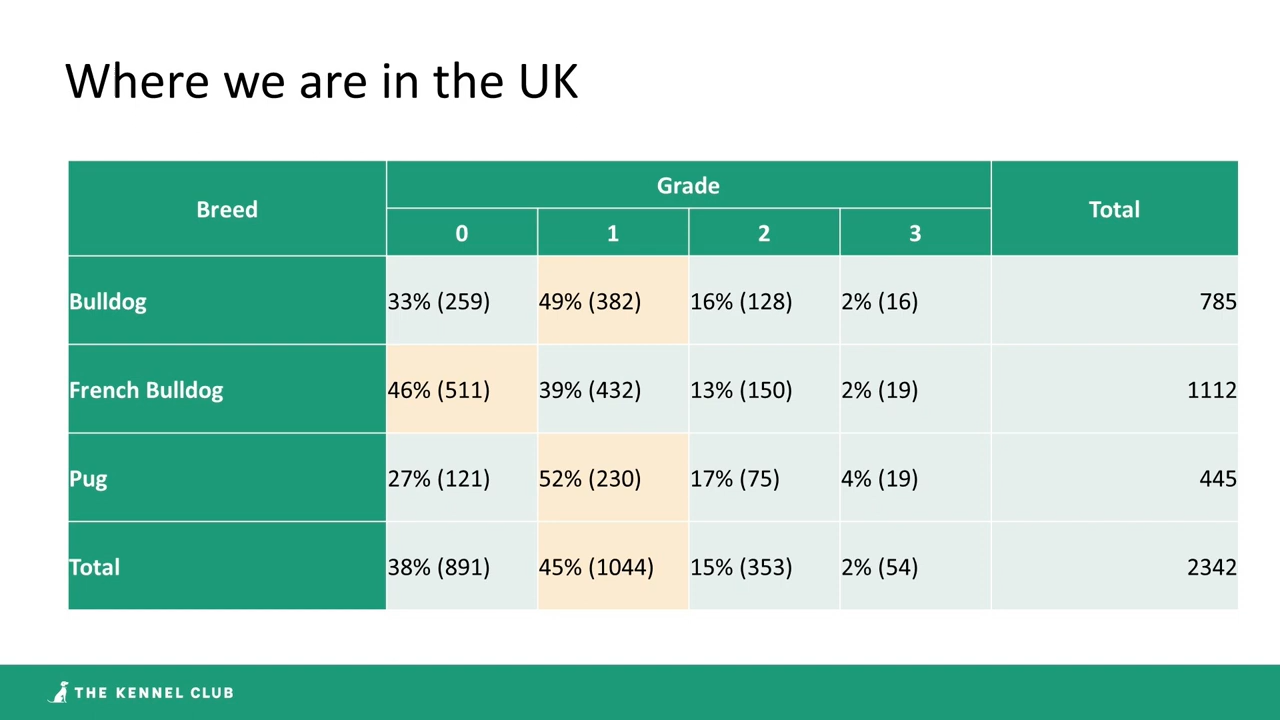 Where we are in the UK
Breed Grade Total
0 1 2 3
Bulldog 33% (259) 49% (382) 16% (128) 2% (16) 785
French Bulldog 46% (511) 39% (432) 13% (150) 2% (19) 1112
Pug 27% (121) 52% (230) 17% (75) 4% (19) 445
Total 38% (891) 45% (1044) 15% (353) 2% (54) 2342
THE KENNEL CLUB